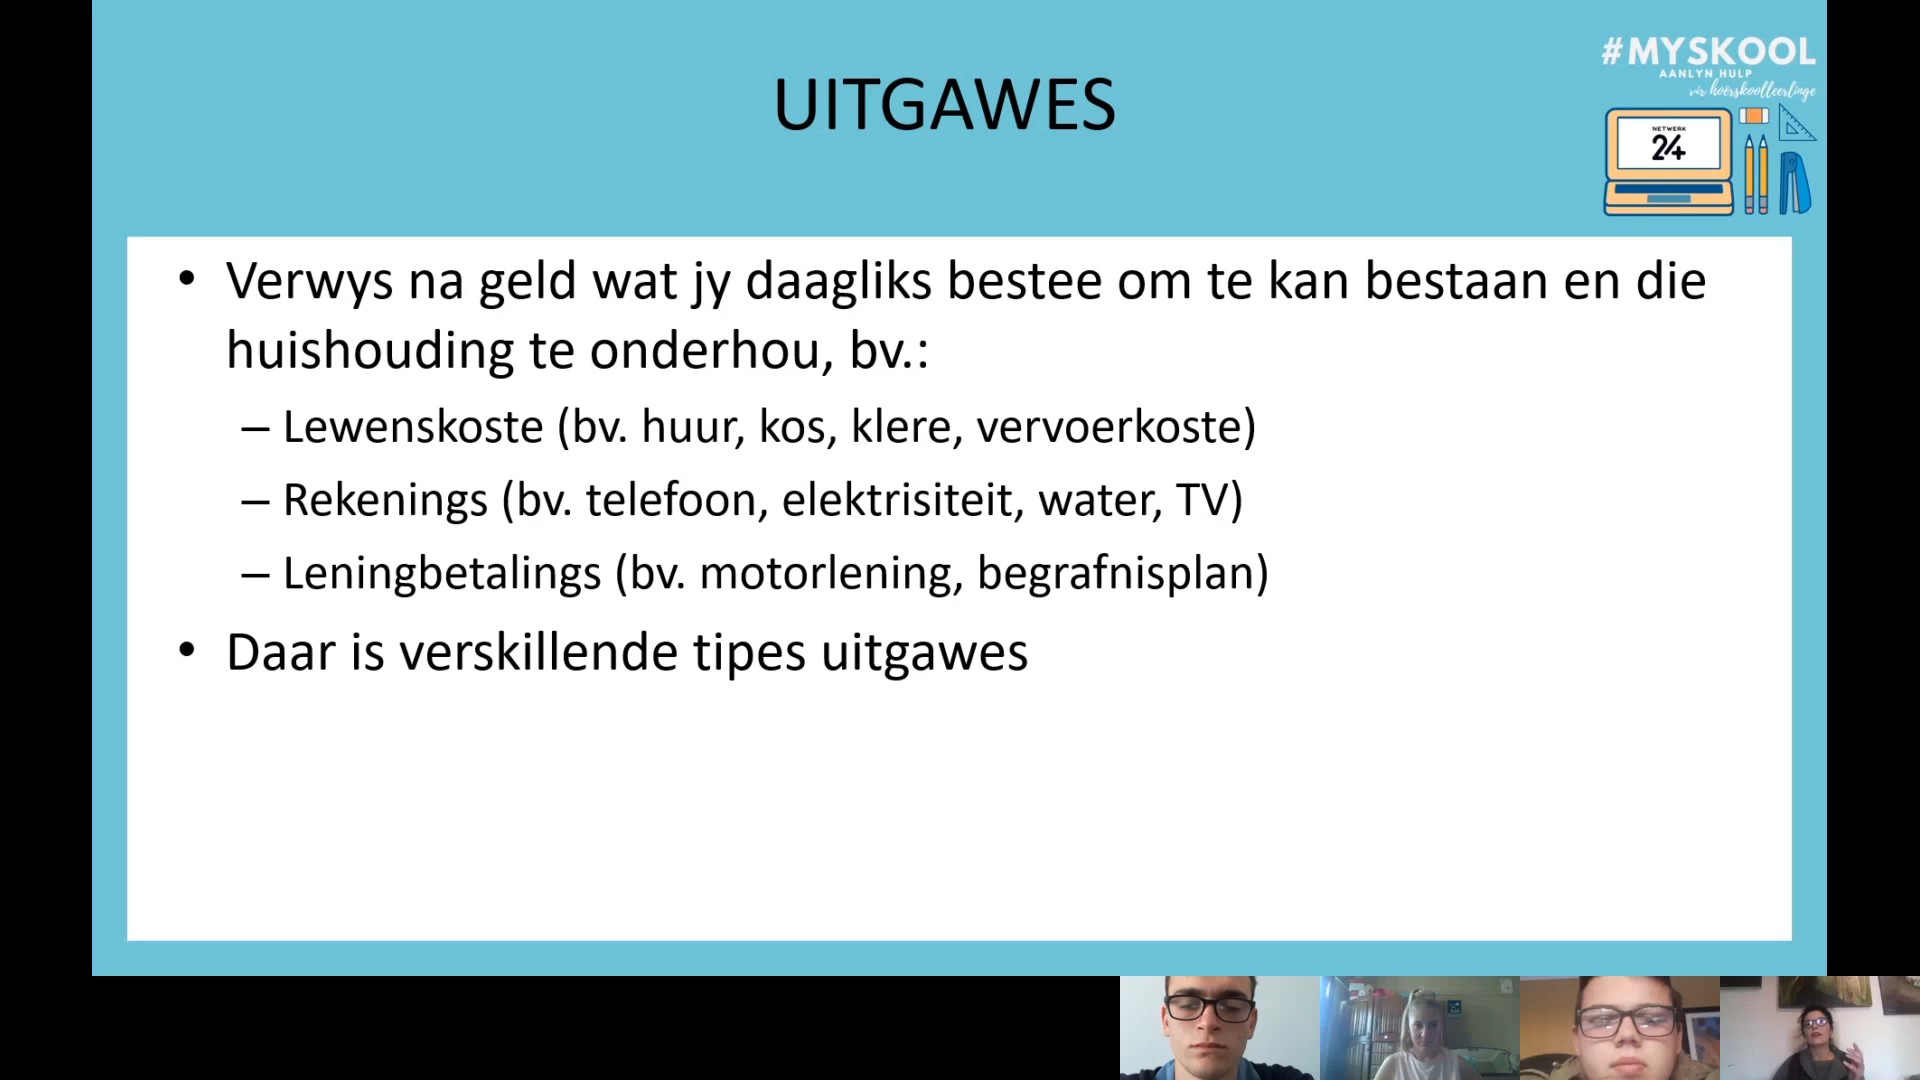 #MYSKOOL
AANLYN HULP
vir hoërskoolleerlinge
NETWERK
24
UITGAWES
• Verwys na geld wat jy daagliks bestee om te kan bestaan en die
huishouding te onderhou, bv.:
– Lewenskoste (bv. huur, kos, klere, vervoerkoste)
– Rekenings (bv. telefoon, elektrisiteit, water, TV)
– Leningbetalings (bv. motorlening, begrafnisplan)
• Daar is verskillende tipes uitgawes